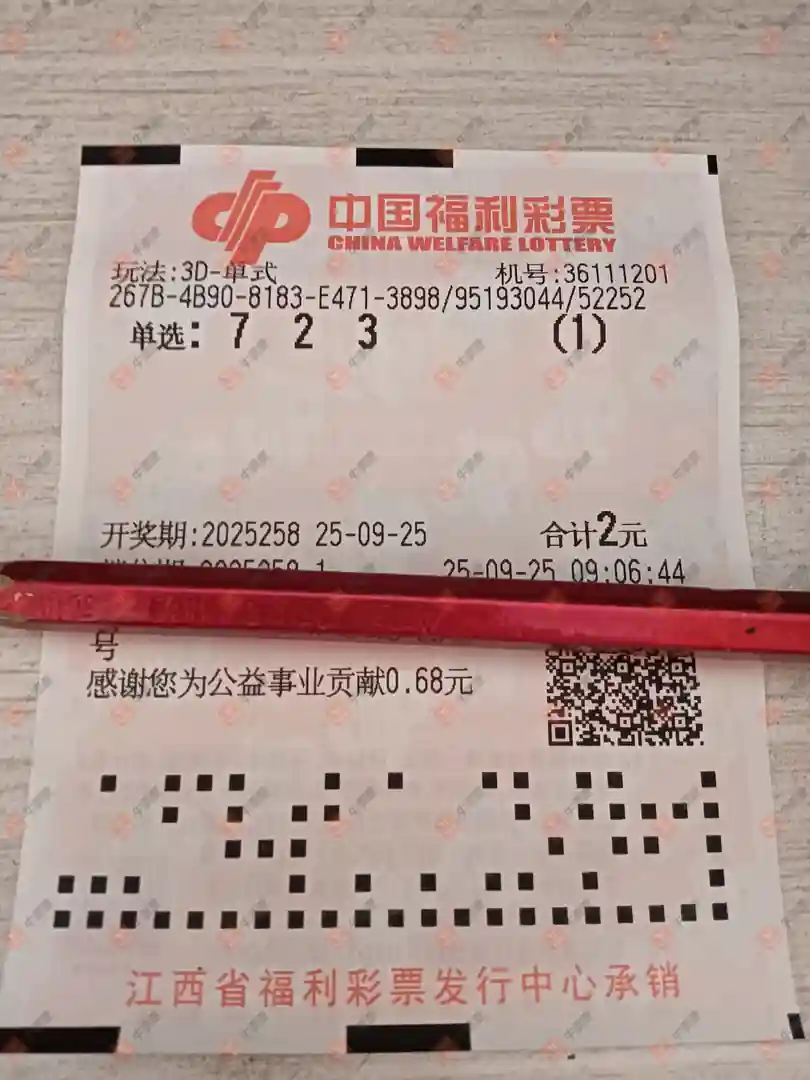 中国福利彩票
CHINA WELFARE LOTTERY
玩法:3D-单式 机号:36111201
267B-4B90-8183-E471-3898/95193044/52252
单选: 7 2 3 (1)
开奖期:2025258 25-09-25 合计2元
25-09-25 09:06:44
号
感谢您为公益事业贡献0.68元
江西省福利彩票发行中心承销